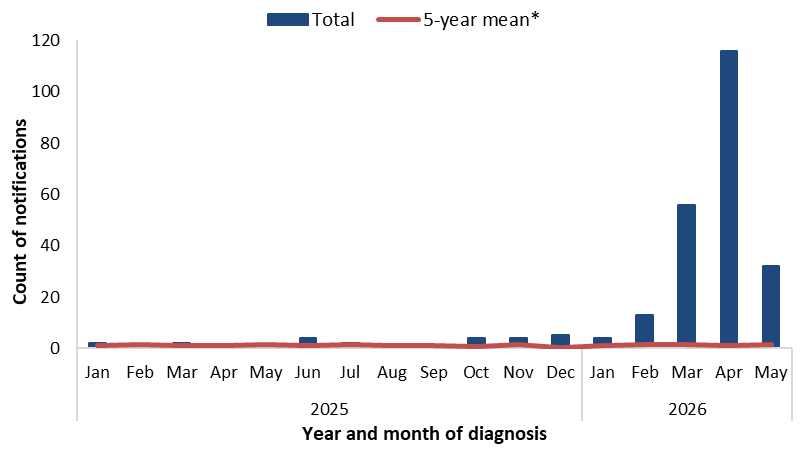 Total 5-year mean*
120
100
80
60
40
20
0
Count of notifications
Jan Feb Mar Apr May Jun Jul Aug Sep Oct Nov Dec Jan Feb Mar Apr May
2025 2026
Year and month of diagnosis